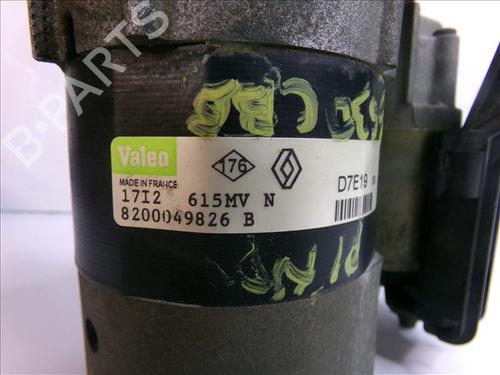 Valeo
176
MADE IN FRANCE
D7E19
17I2 615MV N
8200049826 B
B-PARTS